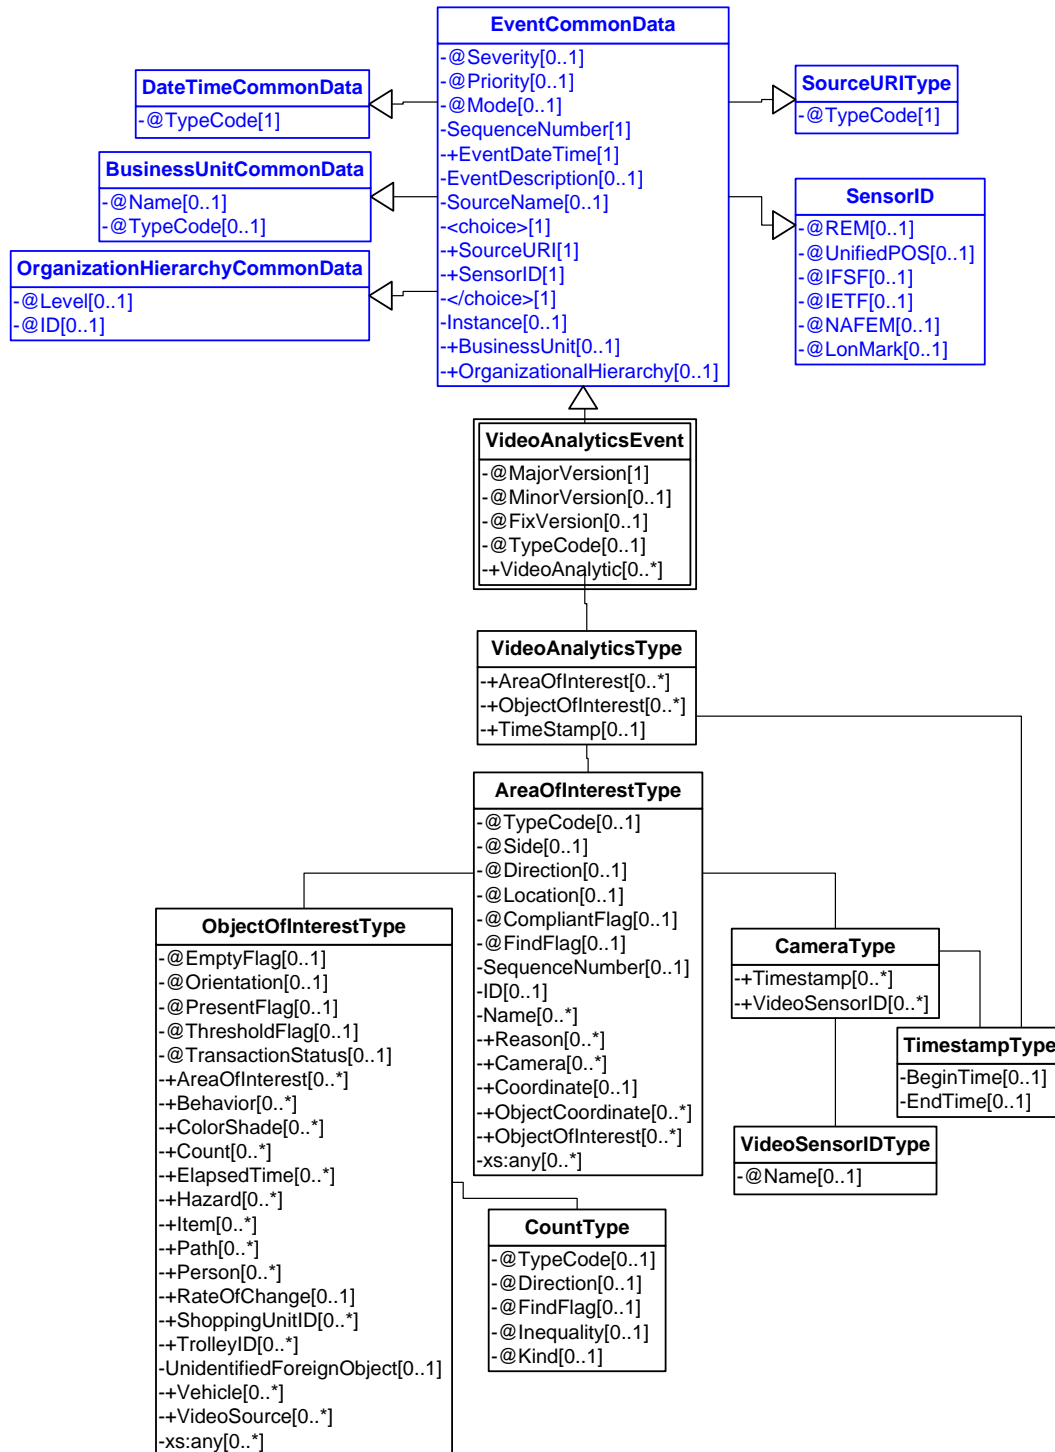 EventCommonData
-@Severity[0..1]
-@Priority[0..1]
-@Mode[0..1]
-SequenceNumber[1]
-+EventDateTime[1]
-EventDescription[0..1]
-SourceName[0..1]
-<choice>[1]
-+SourceURI[1]
-+SensorID[1]
-</choice>[1]
-Instance[0..1]
-+BusinessUnit[0..1]
-+OrganizationalHierarchy[0..1]
DateTimeCommonData
-@TypeCode[1]
BusinessUnitCommonData
-@Name[0..1]
-@TypeCode[0..1]
OrganizationHierarchyCommonData
-@Level[0..1]
-@ID[0..1]
SourceURIType
-@TypeCode[1]
SensorID
-@REM[0..1]
-@UnifiedPOS[0..1]
-@IFSF[0..1]
-@IETF[0..1]
-@NAFEM[0..1]
-@LonMark[0..1]
VideoAnalyticsEvent
-@MajorVersion[1]
-@MinorVersion[0..1]
-@FixVersion[0..1]
-@TypeCode[0..1]
-+VideoAnalytic[0..*]
VideoAnalyticsType
-+AreaOfInterest[0..*]
-+ObjectOfInterest[0..*]
-+TimeStamp[0..1]
AreaOfInterestType
-@TypeCode[0..1]
-@Side[0..1]
-@Direction[0..1]
-@Location[0..1]
-@CompliantFlag[0..1]
-@FindFlag[0..1]
-SequenceNumber[0..1]
-ID[0..1]
-Name[0..*]
-+Reason[0..*]
-+Camera[0..*]
-+Coordinate[0..1]
-+ObjectCoordinate[0..*]
-+ObjectOfInterest[0..*]
-xs:any[0..*]
ObjectOfInterestType
-@EmptyFlag[0..1]
-@Orientation[0..1]
-@PresentFlag[0..1]
-@ThresholdFlag[0..1]
-@TransactionStatus[0..1]
-+AreaOfInterest[0..*]
-+Behavior[0..*]
-+ColorShade[0..*]
-+Count[0..*]
-+ElapsedTime[0..*]
-+Hazard[0..*]
-+Item[0..*]
-+Path[0..*]
-+Person[0..*]
-+RateOfChange[0..1]
-+ShoppingUnitID[0..*]
-+TrolleyID[0..*]
-UnidentifiedForeignObject[0..1]
-+Vehicle[0..*]
-+VideoSource[0..*]
-xs:any[0..*]
CameraType
-+Timestamp[0..*]
-+VideoSensorID[0..*]
TimestampType
-BeginTime[0..1]
-EndTime[0..1]
VideoSensorIDType
-@Name[0..1]
CountType
-@TypeCode[0..1]
-@Direction[0..1]
-@FindFlag[0..1]
-@Inequality[0..1]
-@Kind[0..1]